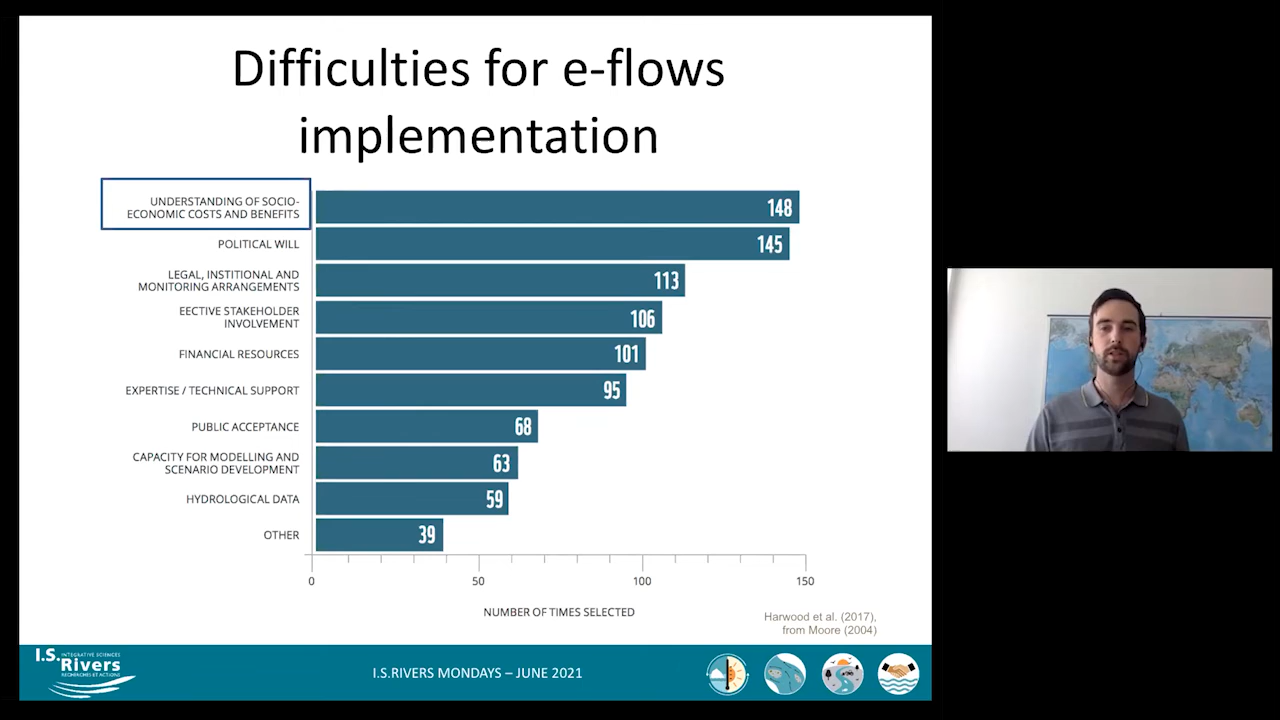 Difficulties for e-flows
implementation
UNDERSTANDING OF SOCIO-
ECONOMIC COSTS AND BENEFITS
148
POLITICAL WILL
145
LEGAL, INSTITIONAL AND
MONITORING ARRANGEMENTS
113
EECTIVE STAKEHOLDER
INVOLVEMENT
106
FINANCIAL RESOURCES
101
EXPERTISE / TECHNICAL SUPPORT
95
PUBLIC ACCEPTANCE
68
CAPACITY FOR MODELLING AND
SCENARIO DEVELOPMENT
63
HYDROLOGICAL DATA
59
OTHER
39
0 50 100 150
NUMBER OF TIMES SELECTED
Harwood et al. (2017),
from Moore (2004)
I.S.
INTEGRATIVE SCIENCES
Rivers
RECHERCHES ET ACTIONS
I.S.RIVERS MONDAYS – JUNE 2021